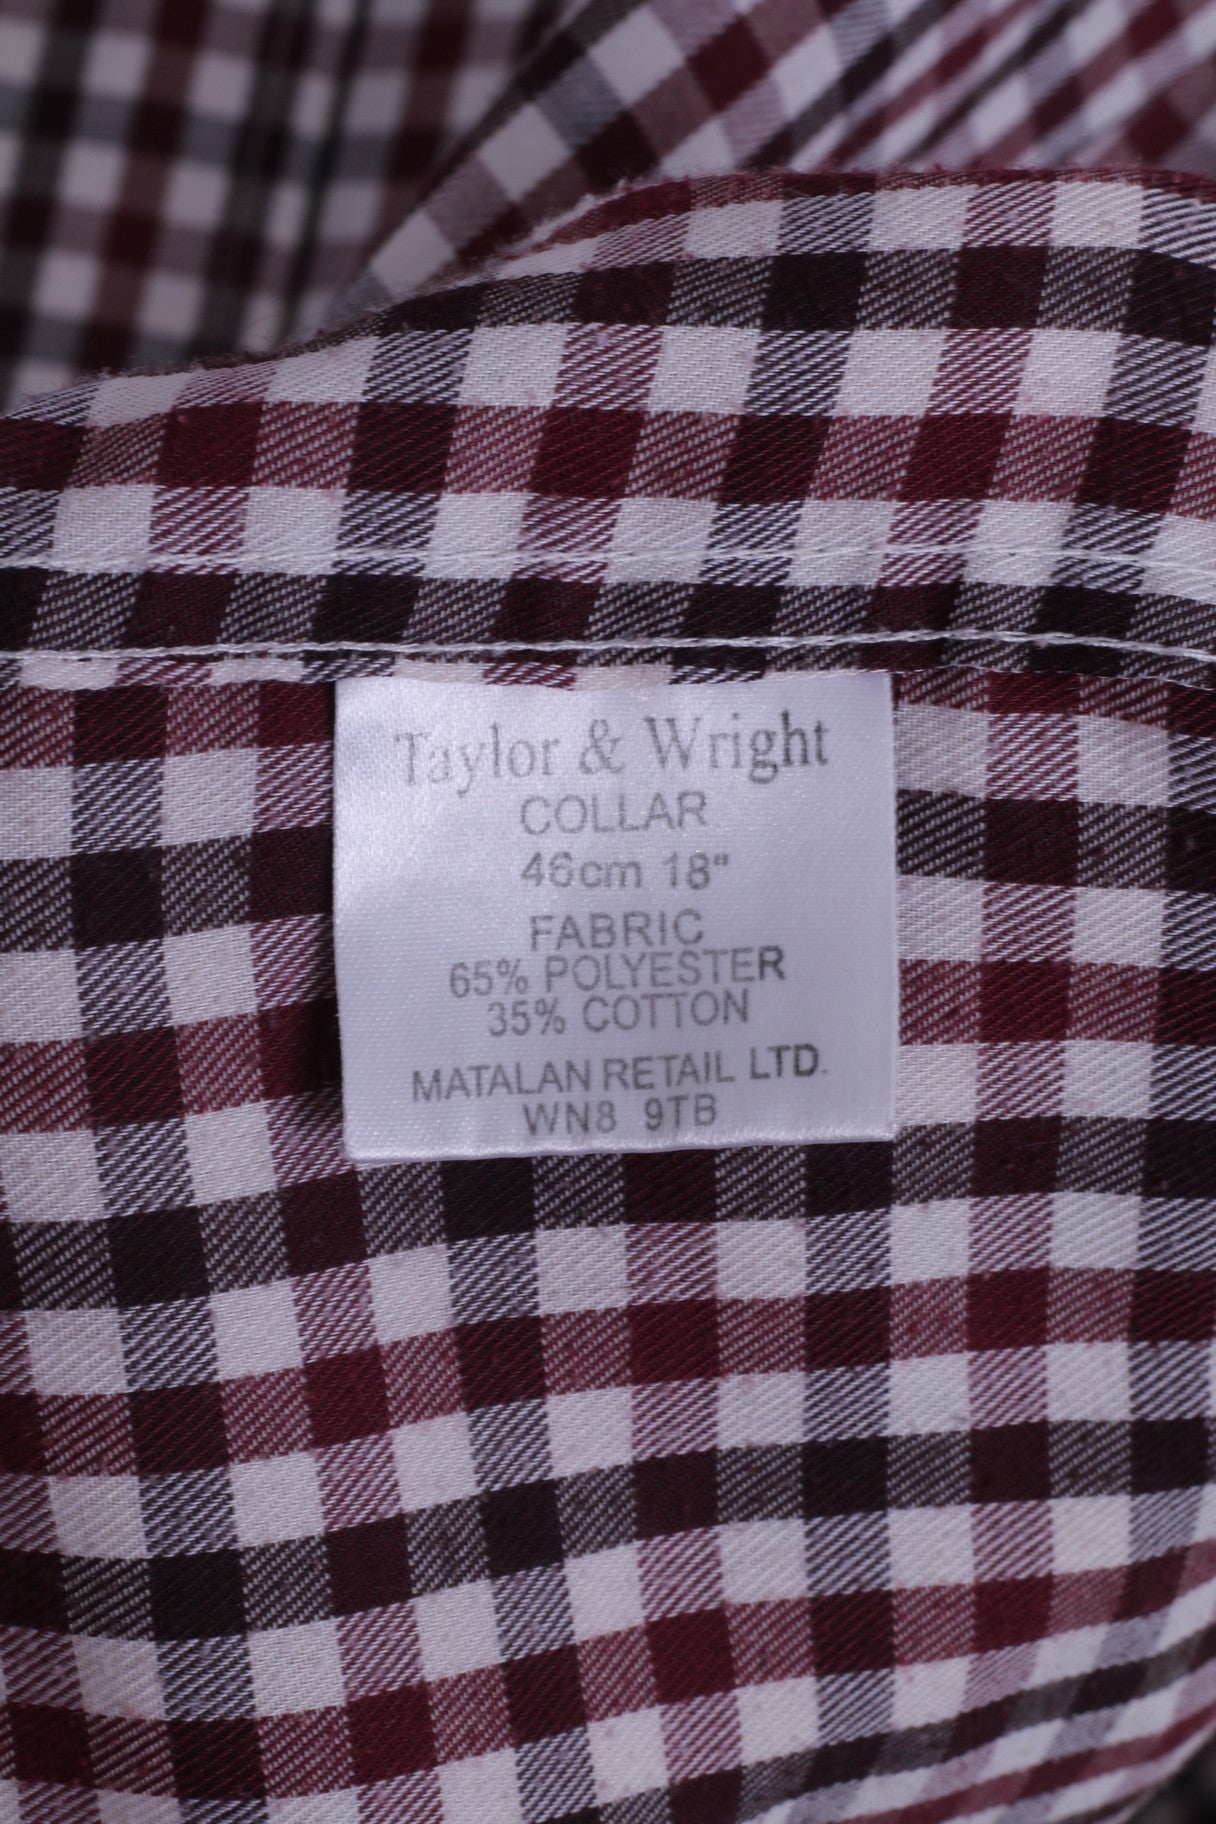 Taylor & Wright
COLLAR
46cm 18"
FABRIC
65% POLYESTER
35% COTTON
MATALAN RETAIL LTD.
WN8 9TB